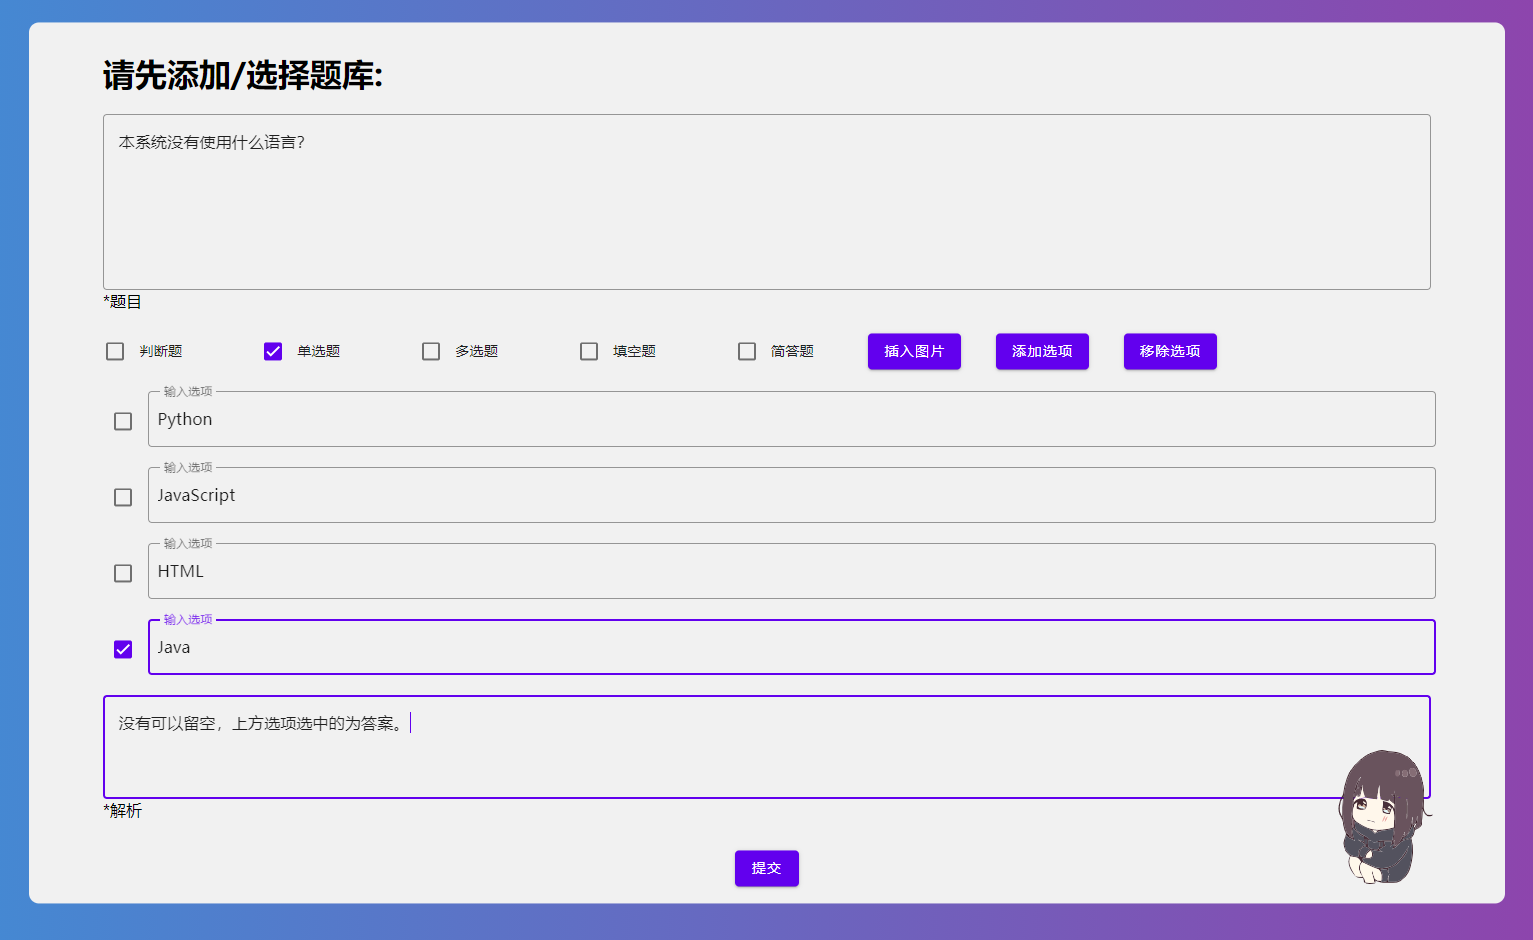 请先添加/选择题库:
本系统没有使用什么语言?
*题目
判断题 单选题 多选题 填空题 简答题 插入图片 添加选项 移除选项
输入选项
Python
输入选项
JavaScript
输入选项
HTML
输入选项
Java
没有可以留空，上方选项选中的为答案。
*解析
提交